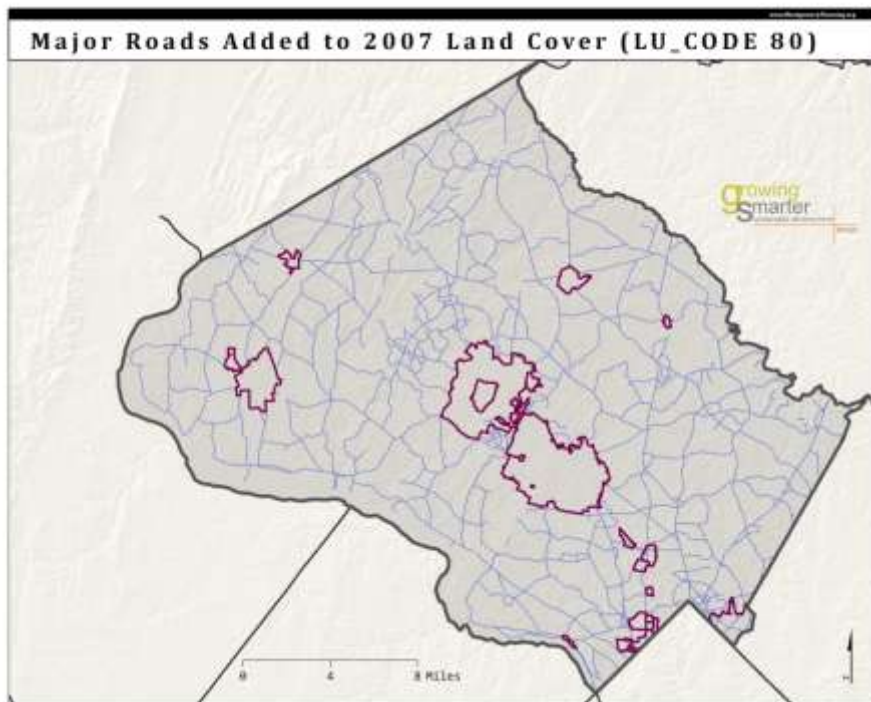 Major Roads Added to 2007 Land Cover (LU_CODE 80)
growing
smarter
0 4 8 Miles